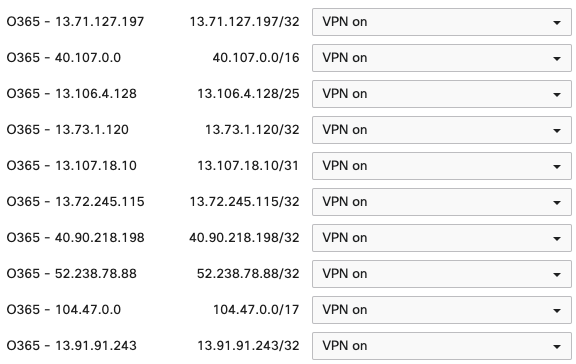 O365 - 13.71.127.197 13.71.127.197/32 VPN on
O365 - 40.107.0.0 40.107.0.0/16 VPN on
O365 - 13.106.4.128 13.106.4.128/25 VPN on
O365 - 13.73.1.120 13.73.1.120/32 VPN on
O365 - 13.107.18.10 13.107.18.10/31 VPN on
O365 - 13.72.245.115 13.72.245.115/32 VPN on
O365 - 40.90.218.198 40.90.218.198/32 VPN on
O365 - 52.238.78.88 52.238.78.88/32 VPN on
O365 - 104.47.0.0 104.47.0.0/17 VPN on
O365 - 13.91.91.243 13.91.91.243/32 VPN on